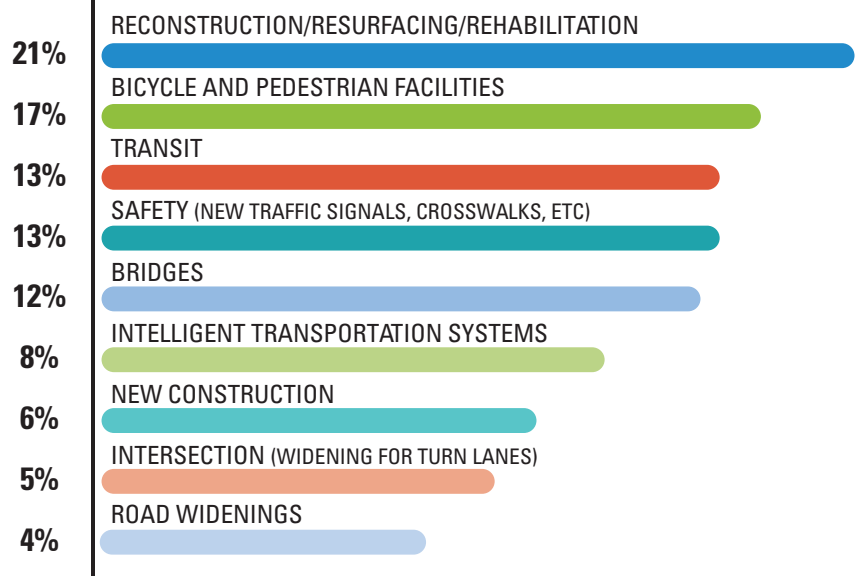 RECONSTRUCTION/RESURFACING/REHABILITATION
21%
BICYCLE AND PEDESTRIAN FACILITIES
17%
TRANSIT
13%
SAFETY (NEW TRAFFIC SIGNALS, CROSSWALKS, ETC)
13%
BRIDGES
12%
INTELLIGENT TRANSPORTATION SYSTEMS
8%
NEW CONSTRUCTION
6%
INTERSECTION (WIDENING FOR TURN LANES)
5%
ROAD WIDENINGS
4%